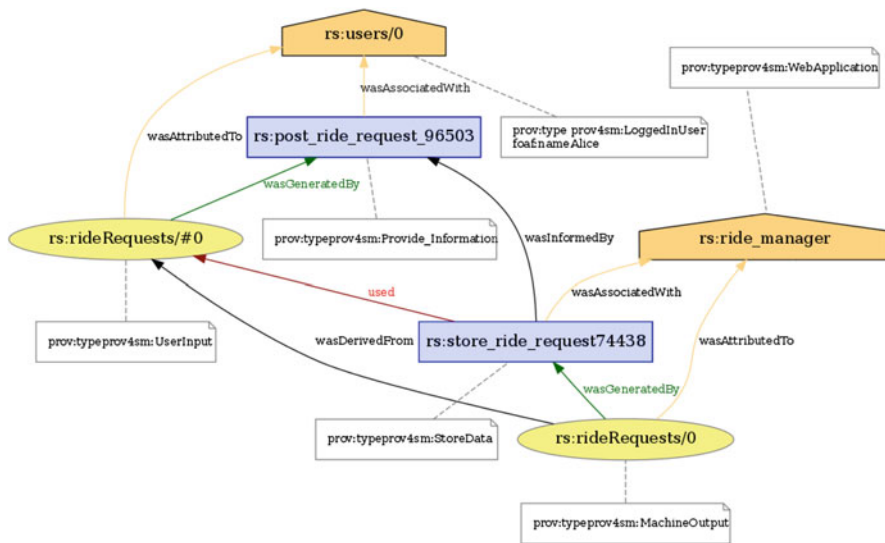 rs:users/0
prov:typeprov4sm:WebApplication
wasAssociatedWith
rs:post_ride_request_96503
prov:type prov4sm:LoggedInUser
foaf:nameAlice
wasAttributedTo
wasGeneratedBy
rs:rideRequests/#0
prov:typeprov4sm:Provide_Information
wasInformedBy
rs:ride_manager
used
wasAssociatedWith
prov:typeprov4sm:UserInput
wasDerivedFrom
rs:store_ride_request74438
wasAttributedTo
wasGeneratedBy
prov:typeprov4sm:StoreData
rs:rideRequests/0
prov:typeprov4sm:MachineOutput